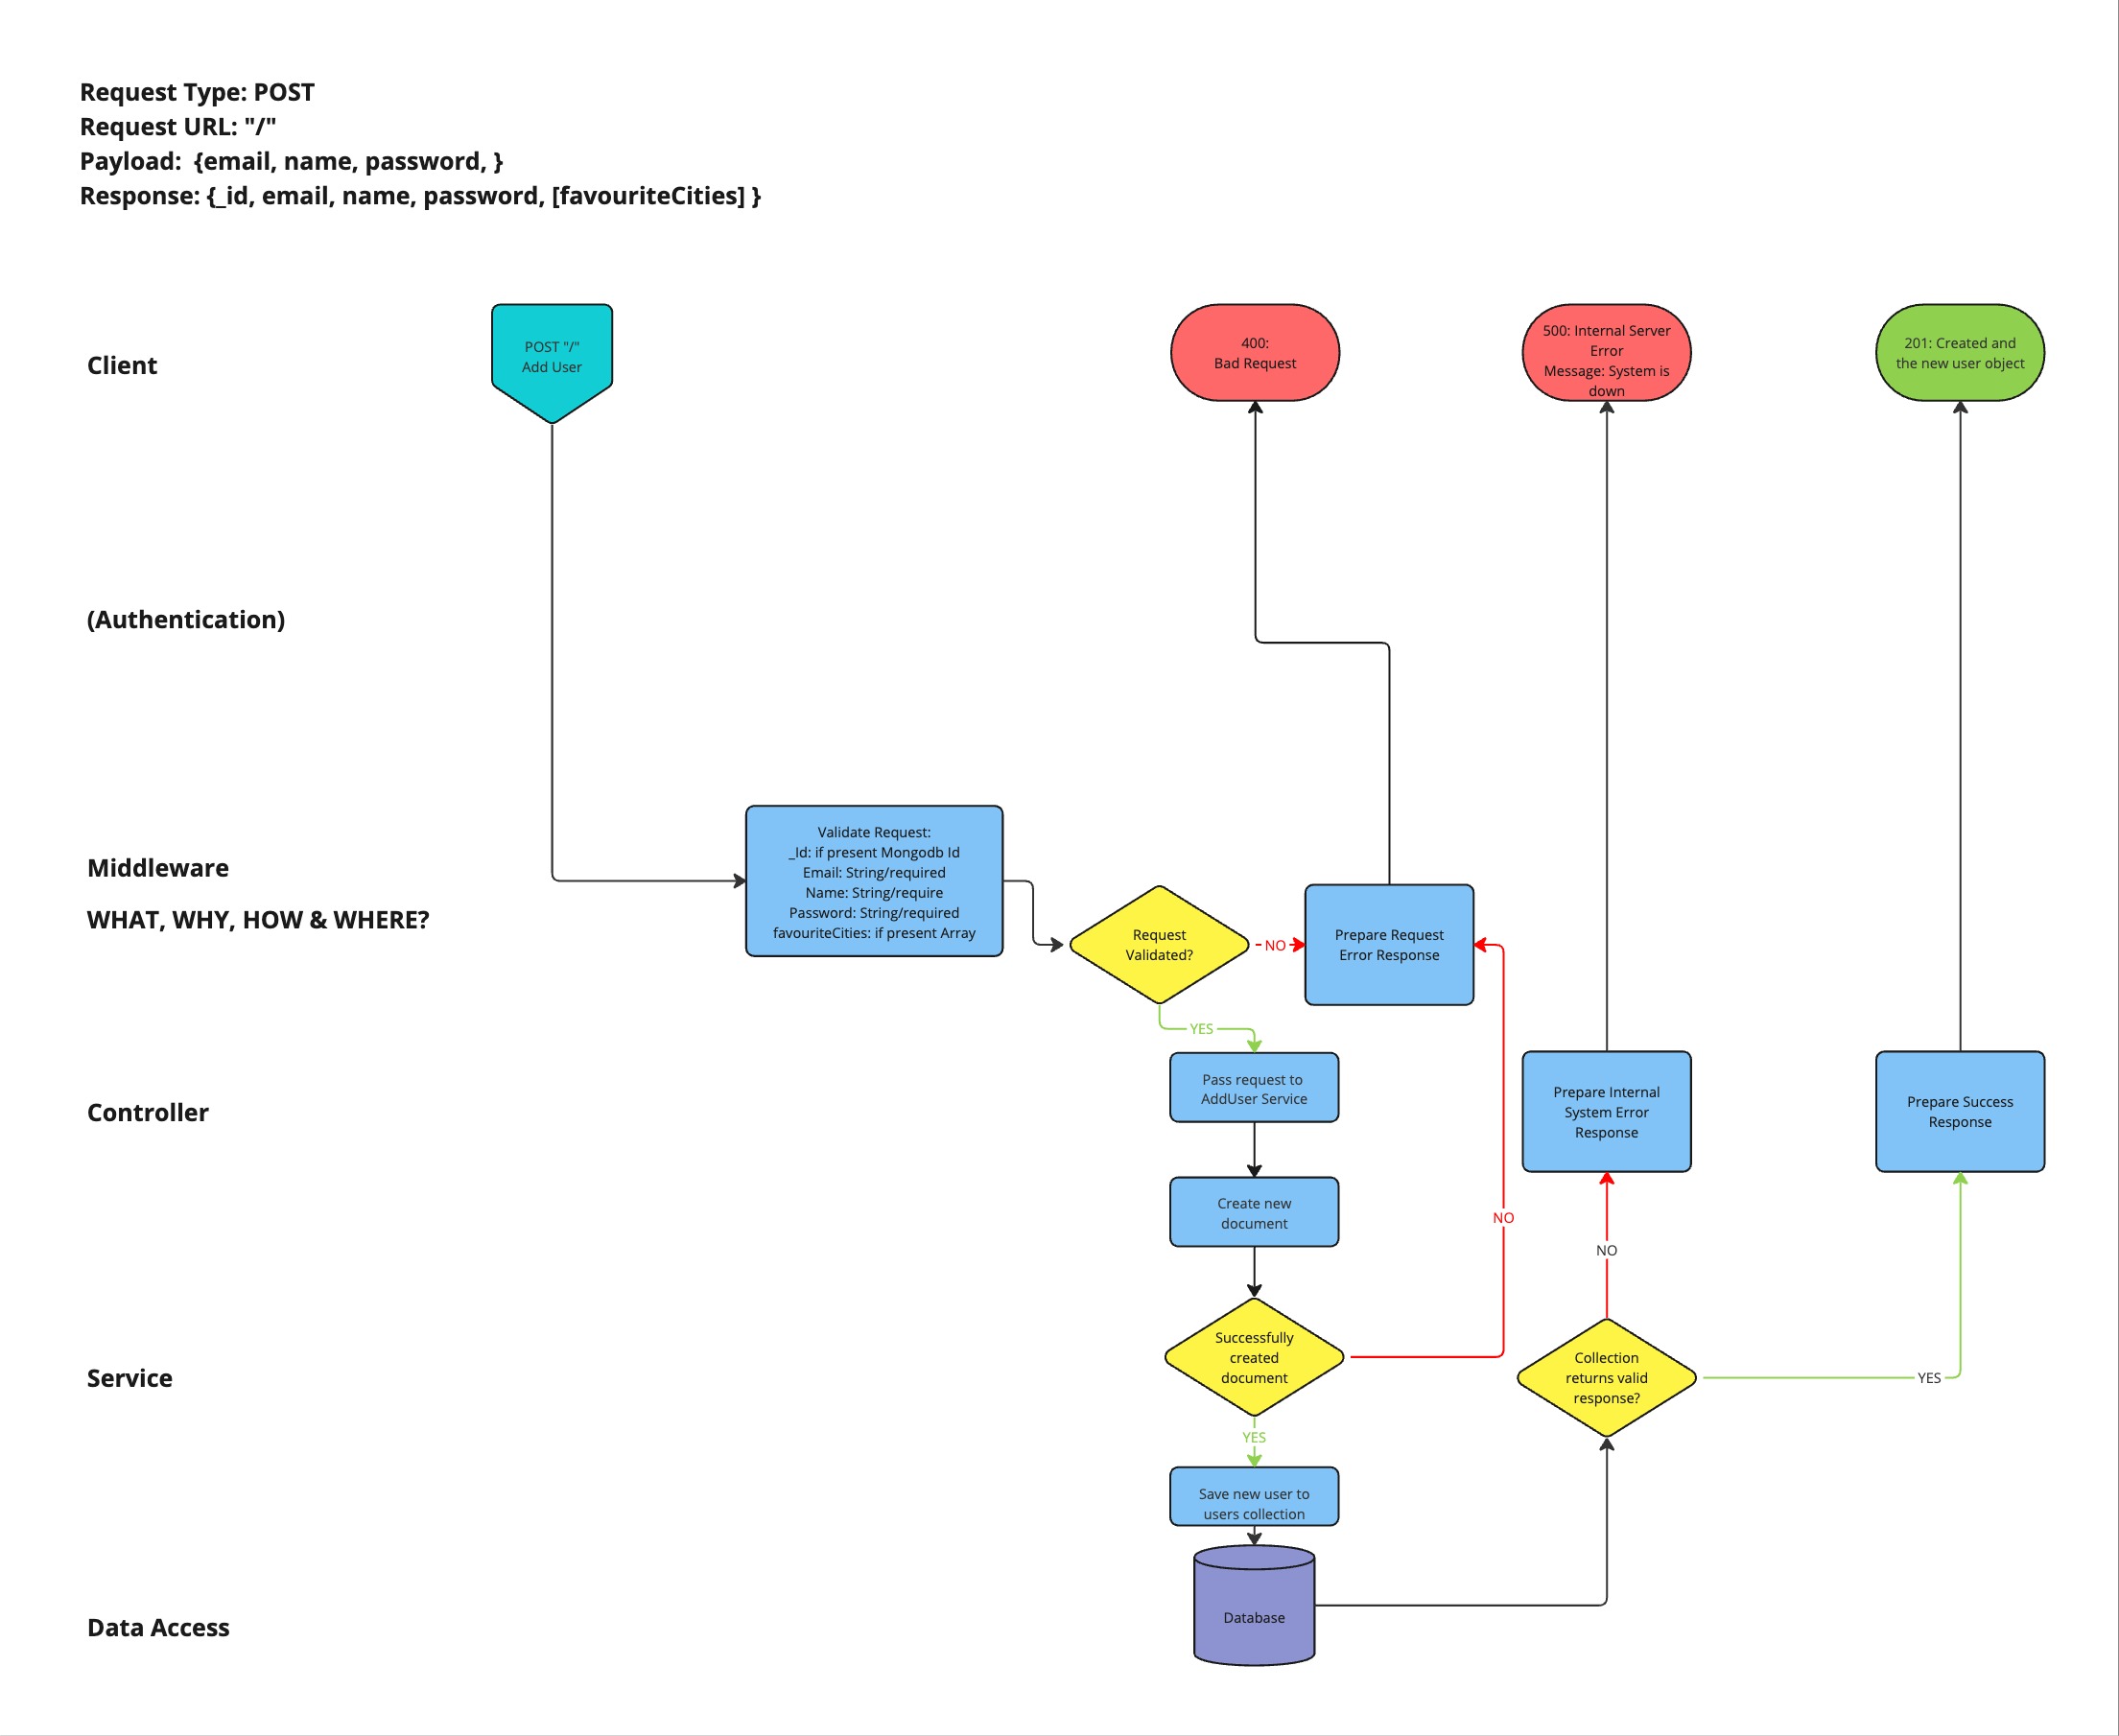 Request Type: POST
Request URL: "/"
Payload:  {email, name, password, }
Response: {_id, email, name, password, [favouriteCities] }
Client
POST "/"
Add User
400:
Bad Request
500: Internal Server
Error
Message: System is
down
201: Created and
the new user object
(Authentication)
Middleware
WHAT, WHY, HOW & WHERE?
Validate Request:
_Id: if present Mongodb Id
Email: String/required
Name: String/require
Password: String/required
favouriteCities: if present Array
Request
Validated?
NO
Prepare Request
Error Response
YES
Controller
Pass request to
AddUser Service
Prepare Internal
System Error
Response
Prepare Success
Response
Create new
document
NO
NO
Service
Successfully
created
document
Collection
returns valid
response?
YES
YES
Save new user to
users collection
Data Access
Database